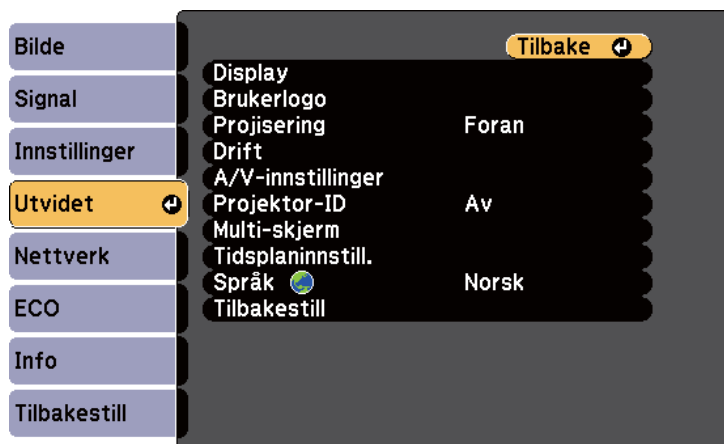 Bilde
Signal
Innstillinger
Utvidet
Nettverk
ECO
Info
Tilbakestill
Tilbake
Display
Brukerlogo
Projisering Foran
Drift
A/V-innstillinger
Projektor-ID Av
Multi-skjerm
Tidsplaninnstill.
Språk Norsk
Tilbakestill